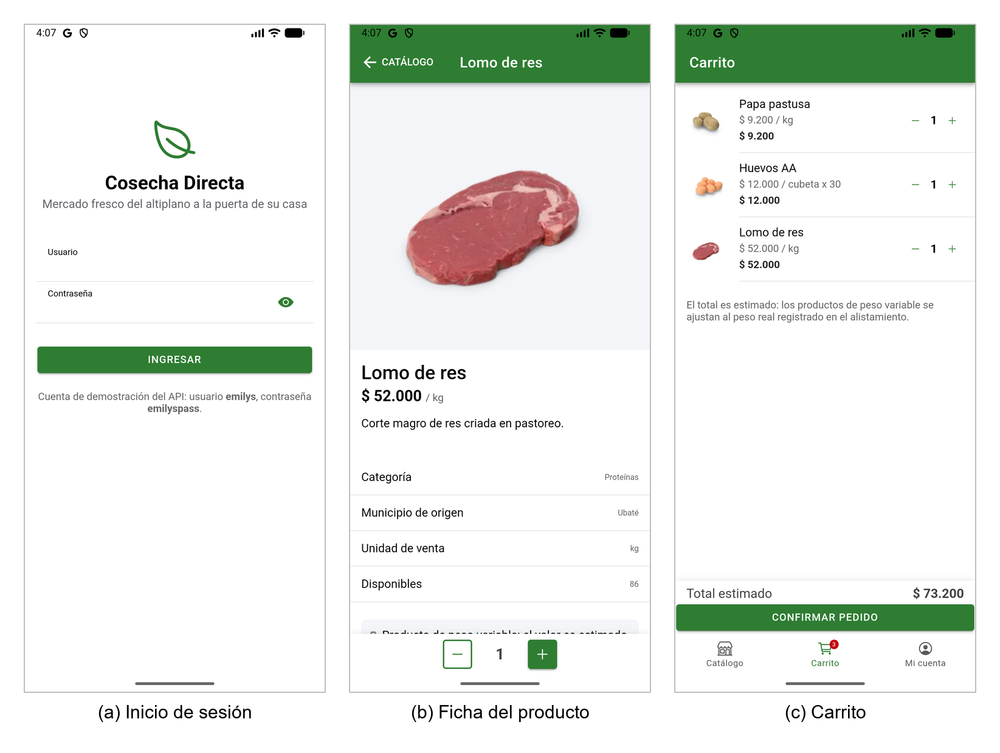 4:07
Cosecha Directa
Mercado fresco del altiplano a la puerta de su casa
Usuario
Contraseña
INGRESAR
Cuenta de demostración del API: usuario emilys, contraseña
emilyspass.
(a) Inicio de sesión
4:07
CATÁLOGO
Lomo de res
Lomo de res
$ 52.000 / kg
Corte magro de res criada en pastoreo.
Categoría Proteínas
Municipio de origen Ubaté
Unidad de venta kg
Disponibles 86
Producto de peso variable: el valor se estimado
1
(b) Ficha del producto
4:07
Carrito
Papa pastusa
$ 9.200 / kg
$ 9.200
1
Huevos AA
$ 12.000 / cubeta x 30
$ 12.000
1
Lomo de res
$ 52.000 / kg
$ 52.000
1
El total es estimado: los productos de peso variable se
ajustan al peso real registrado en el alistamiento.
Total estimado $ 73.200
CONFIRMAR PEDIDO
3
Catálogo Carrito Mi cuenta
(c) Carrito